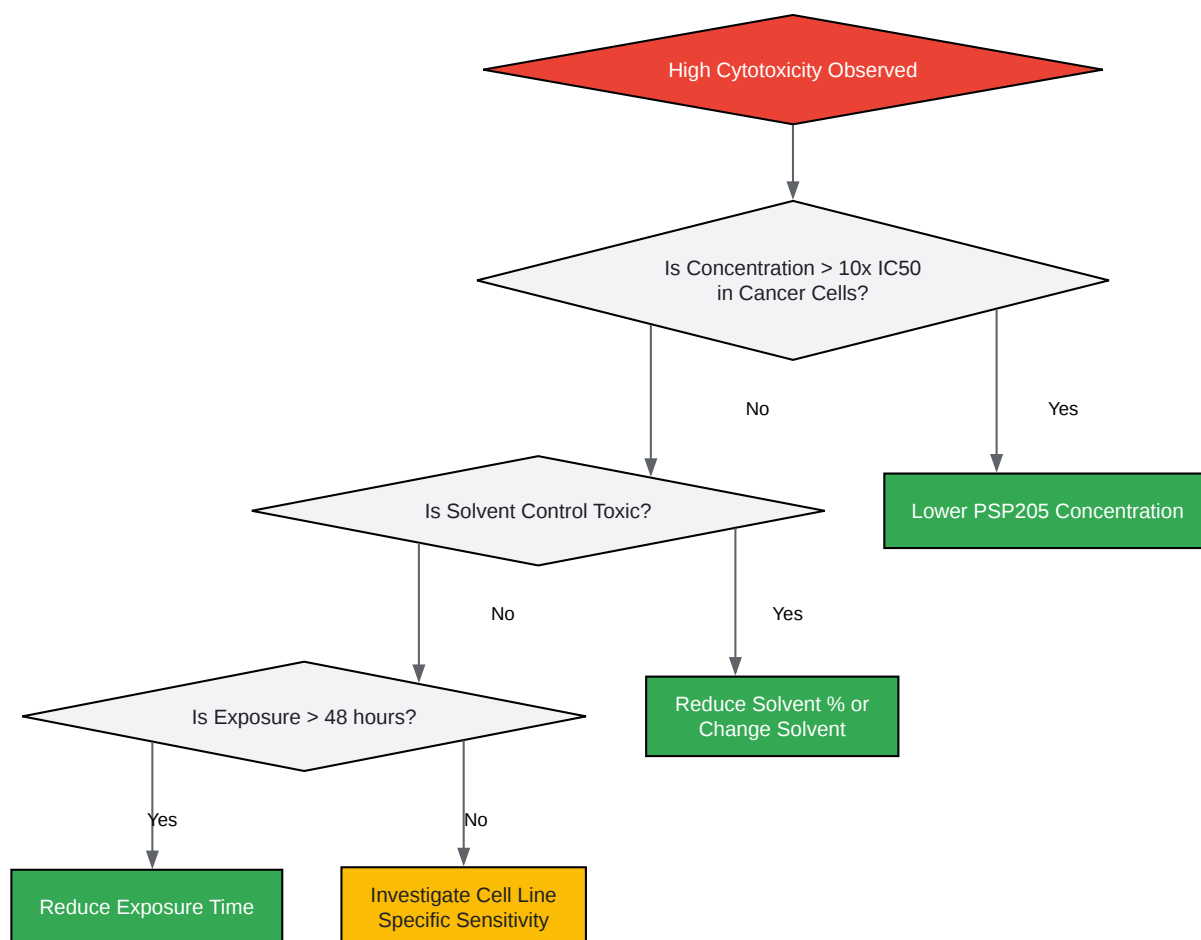 High Cytotoxicity Observed
Is Concentration > 10x IC50
in Cancer Cells?
No
Yes
Is Solvent Control Toxic?
Lower PSP205 Concentration
No
Yes
Is Exposure > 48 hours?
Reduce Solvent % or
Change Solvent
Yes
No
Reduce Exposure Time
Investigate Cell Line
Specific Sensitivity